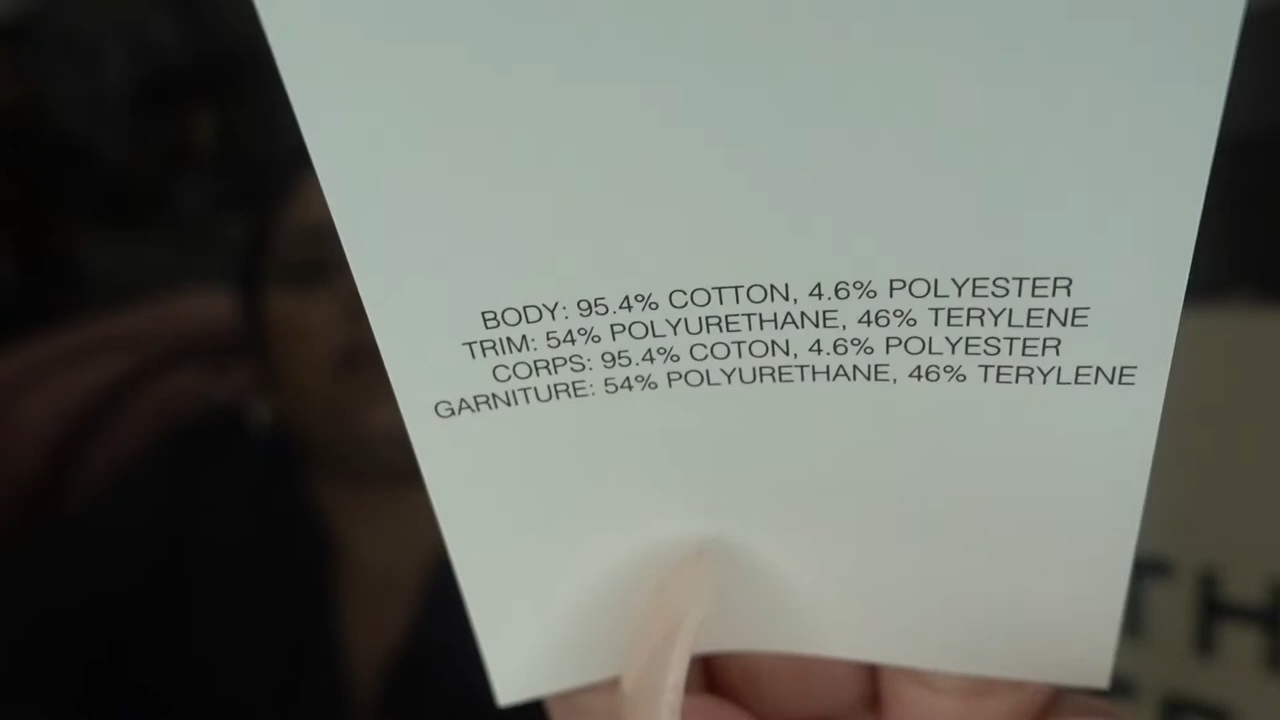 BODY: 95.4% COTTON, 4.6% POLYESTER
TRIM: 54% POLYURETHANE, 46% TERYLENE
CORPS: 95.4% COTON, 4.6% POLYESTER
GARNITURE: 54% POLYURETHANE, 46% TERYLENE
TH